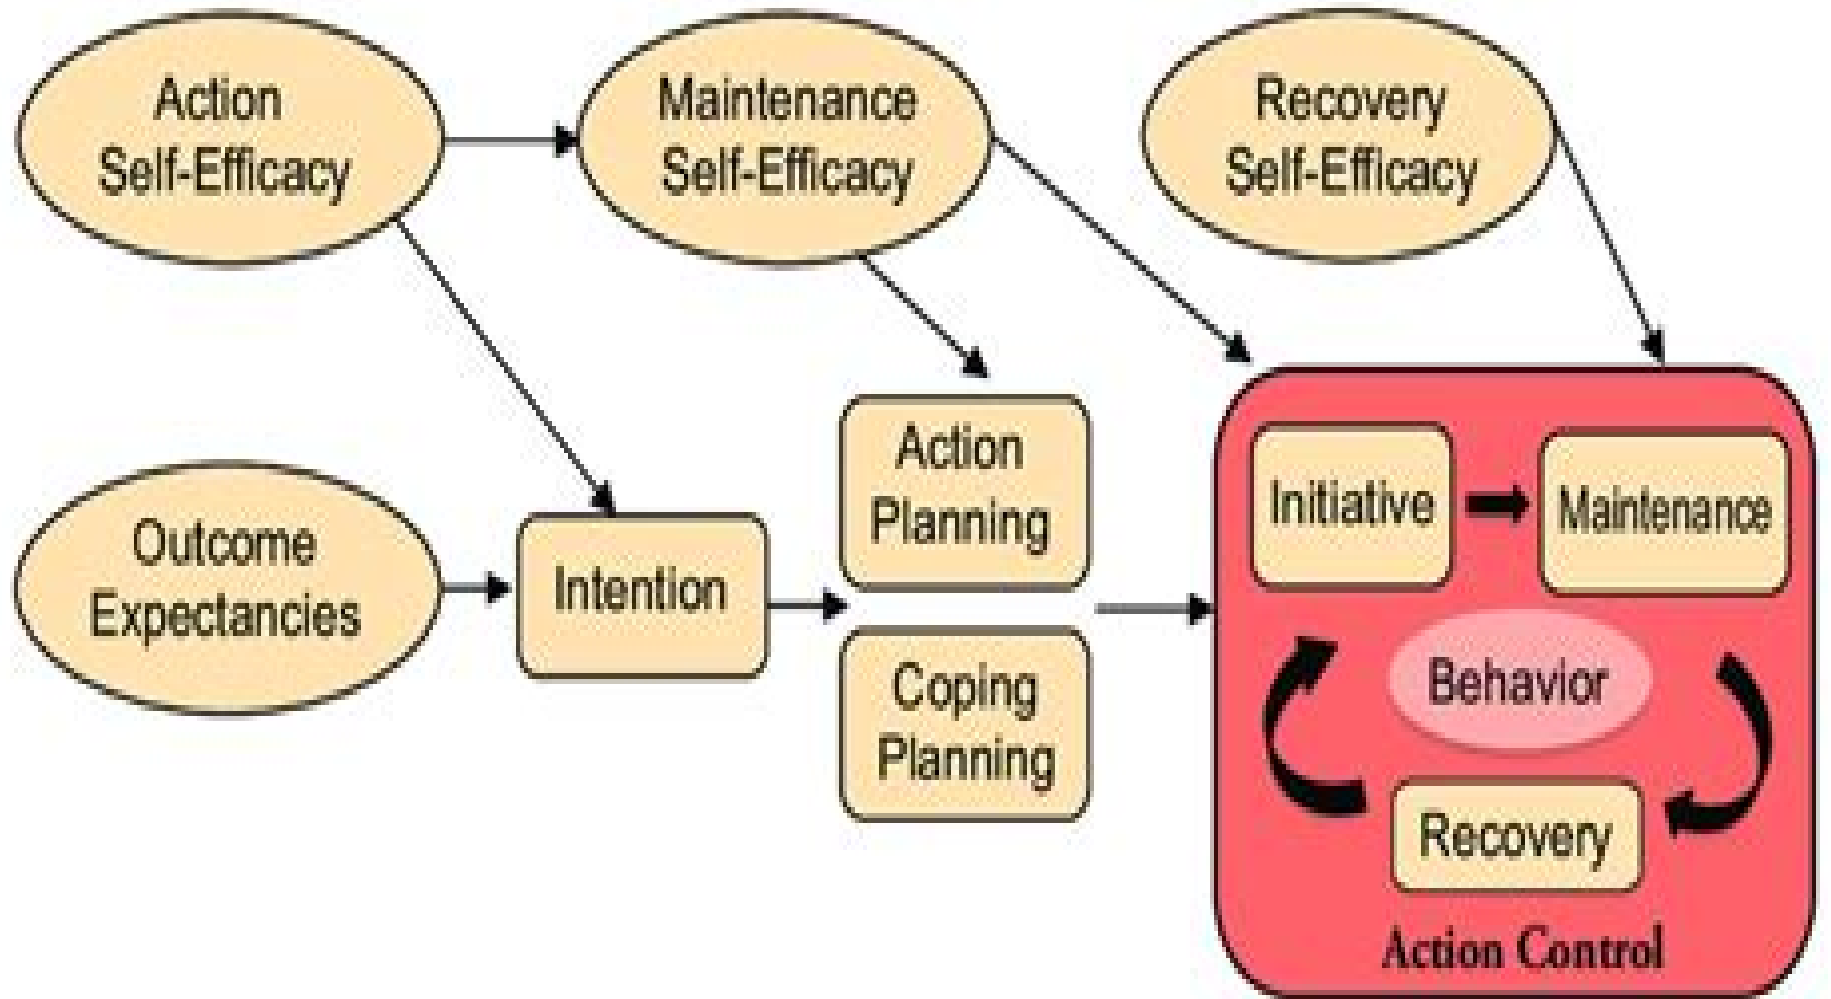 Action
Self-Efficacy
Maintenance
Self-Efficacy
Recovery
Self-Efficacy
Outcome
Expectancies
Intention
Action
Planning
Coping
Planning
Initiative
Maintenance
Behavior
Recovery
Action Control